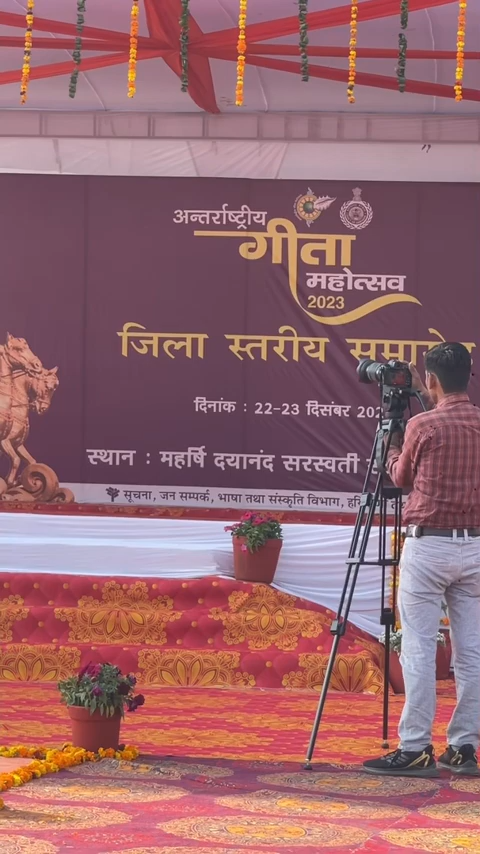 अन्तर्राष्ट्रीय
गीता
महोत्सव
2023
जिला स्तरीय
दिनांक : 22-23 दिसंबर
स्थान : महर्षि दयानंद सरस्वती
सूचना, जन सम्पर्क, भाषा तथा संस्कृति विभाग,